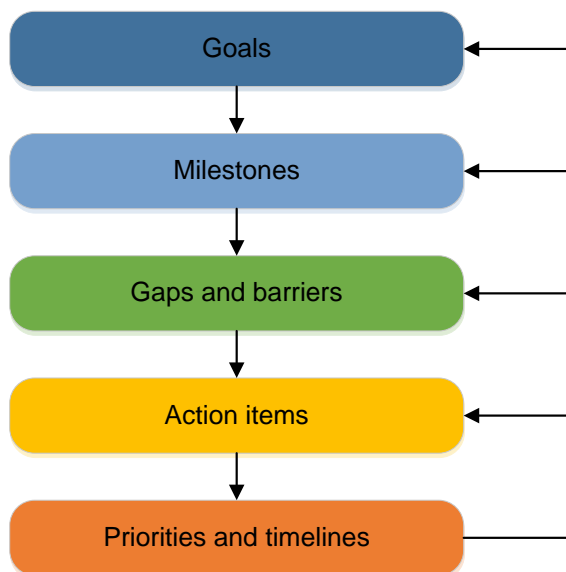 Goals
Milestones
Gaps and barriers
Action items
Priorities and timelines